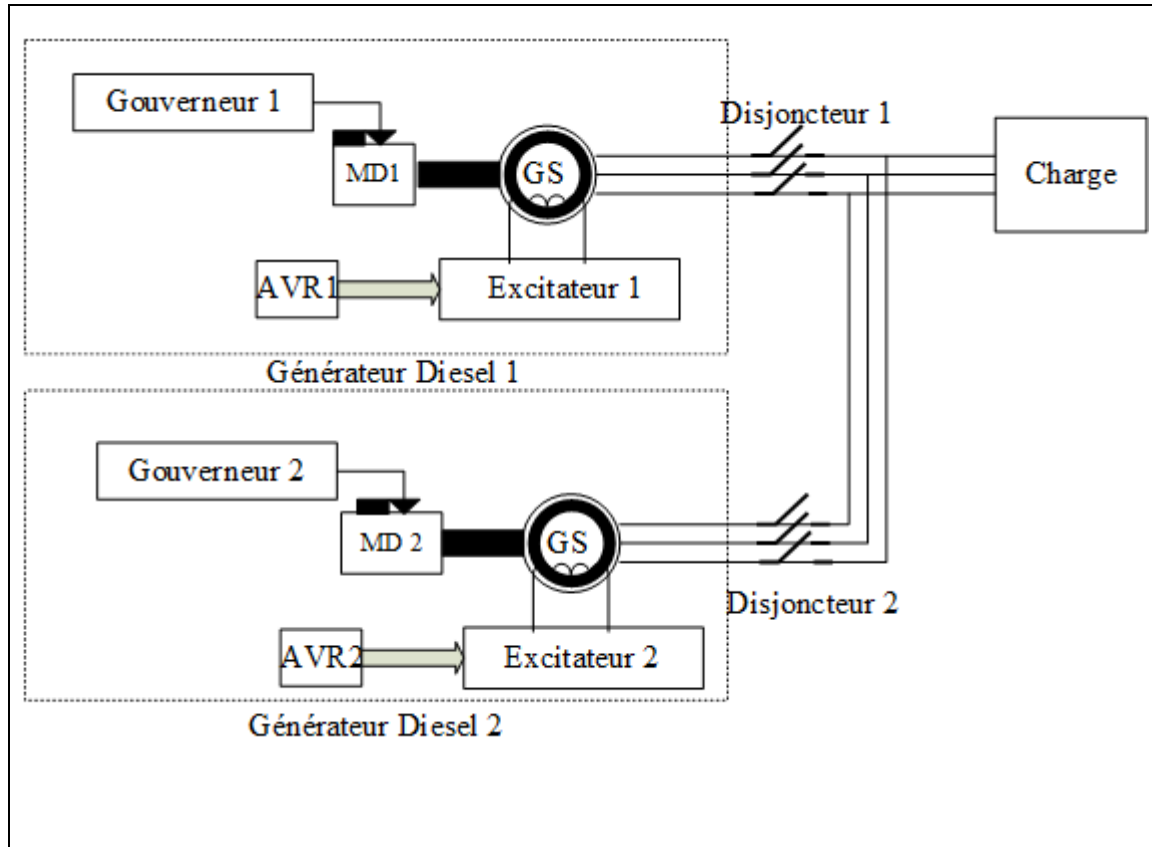 Gouverneur 1
Disjoncteur 1
MD1
GS
Charge
AVR1
Excitateur 1
Générateur Diesel 1
Gouverneur 2
MD 2
GS
Disjoncteur 2
AVR2
Excitateur 2
Générateur Diesel 2